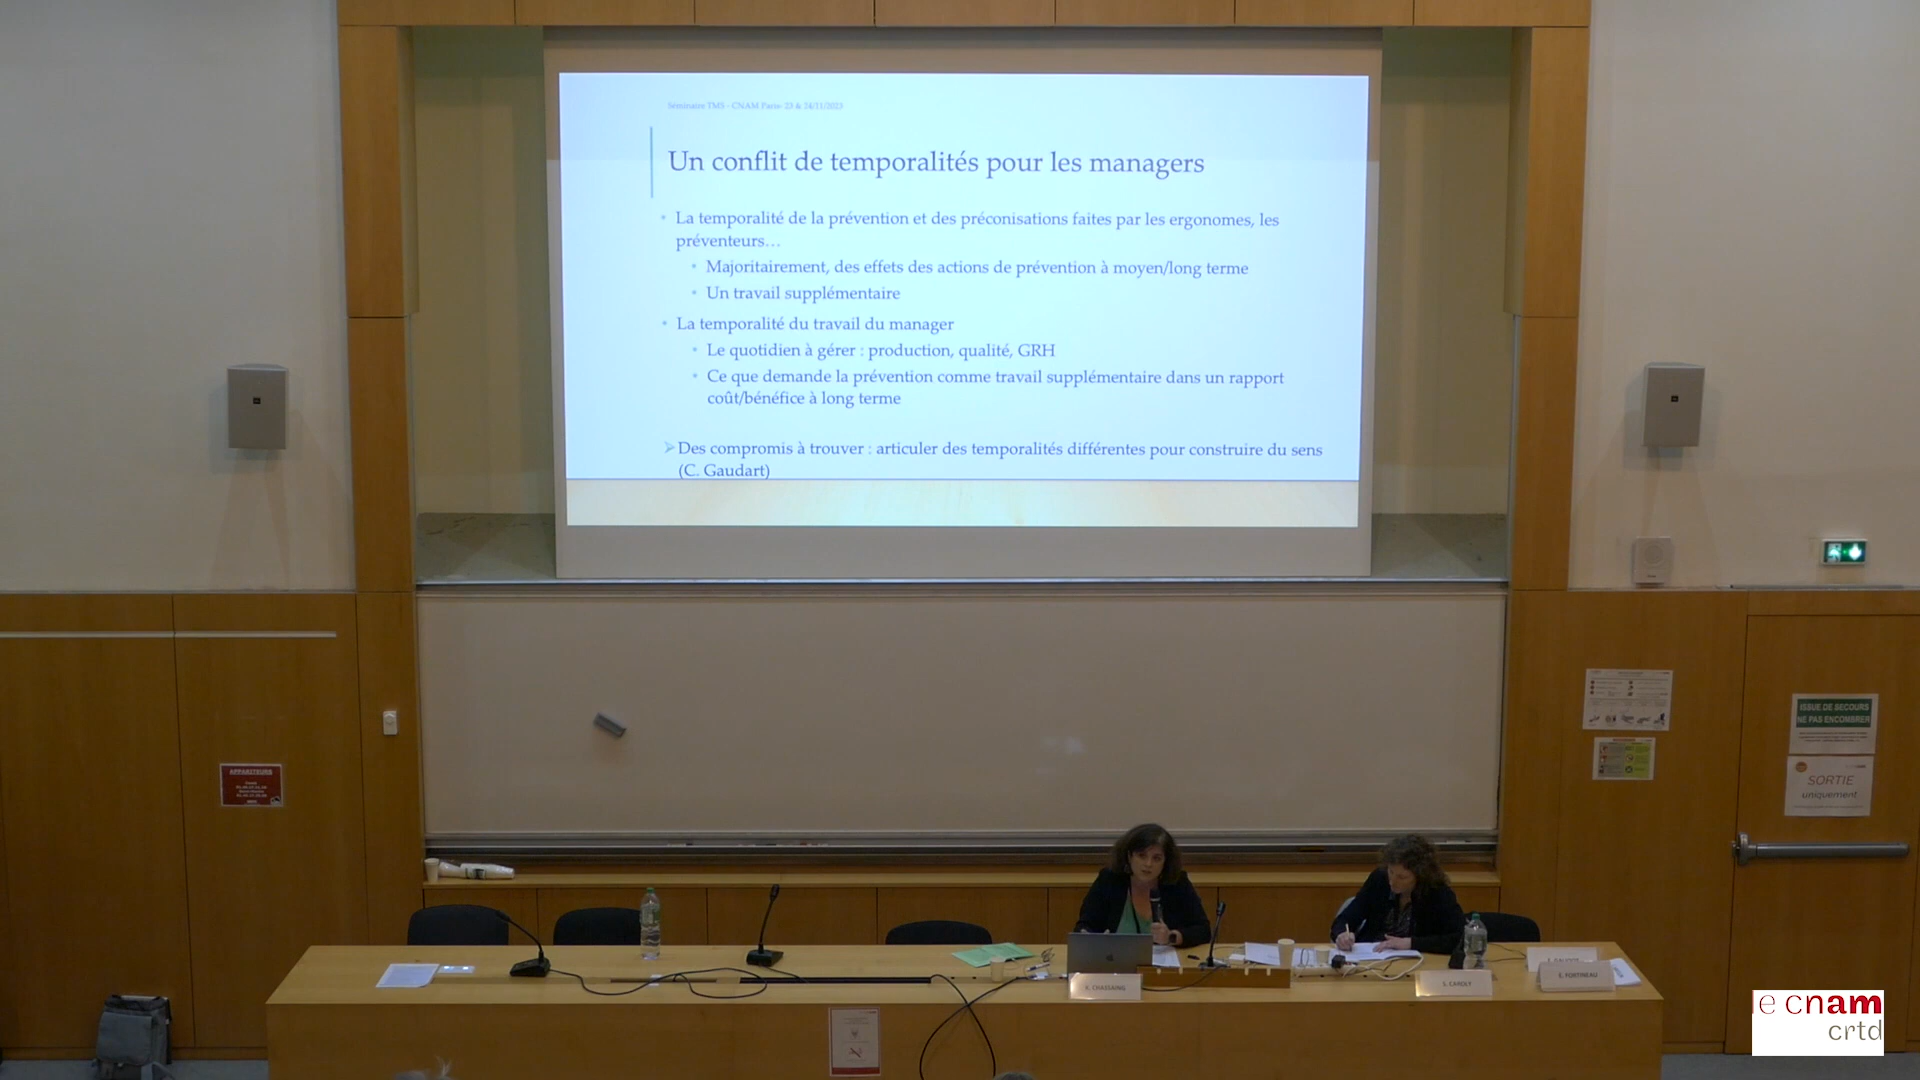 Séminaire TMS - CNAM Paris- 23 & 24/11/2023
Un conflit de temporalités pour les managers
• La temporalité de la prévention et des préconisations faites par les ergonomes, les
préventeurs…
• Majoritairement, des effets des actions de prévention à moyen/long terme
• Un travail supplémentaire
• La temporalité du travail du manager
• Le quotidien à gérer : production, qualité, GRH
• Ce que demande la prévention comme travail supplémentaire dans un rapport
coût/bénéfice à long terme
➢ Des compromis à trouver : articuler des temporalités différentes pour construire du sens
(C. Gaudart)
ISSUE DE SECOURS
NE PAS ENCOMBRER
SORTIE
uniquement
APPARITEURS
K. CHASSAING
S. CAROLY
E. FORTINEAU
le cnam
crtd